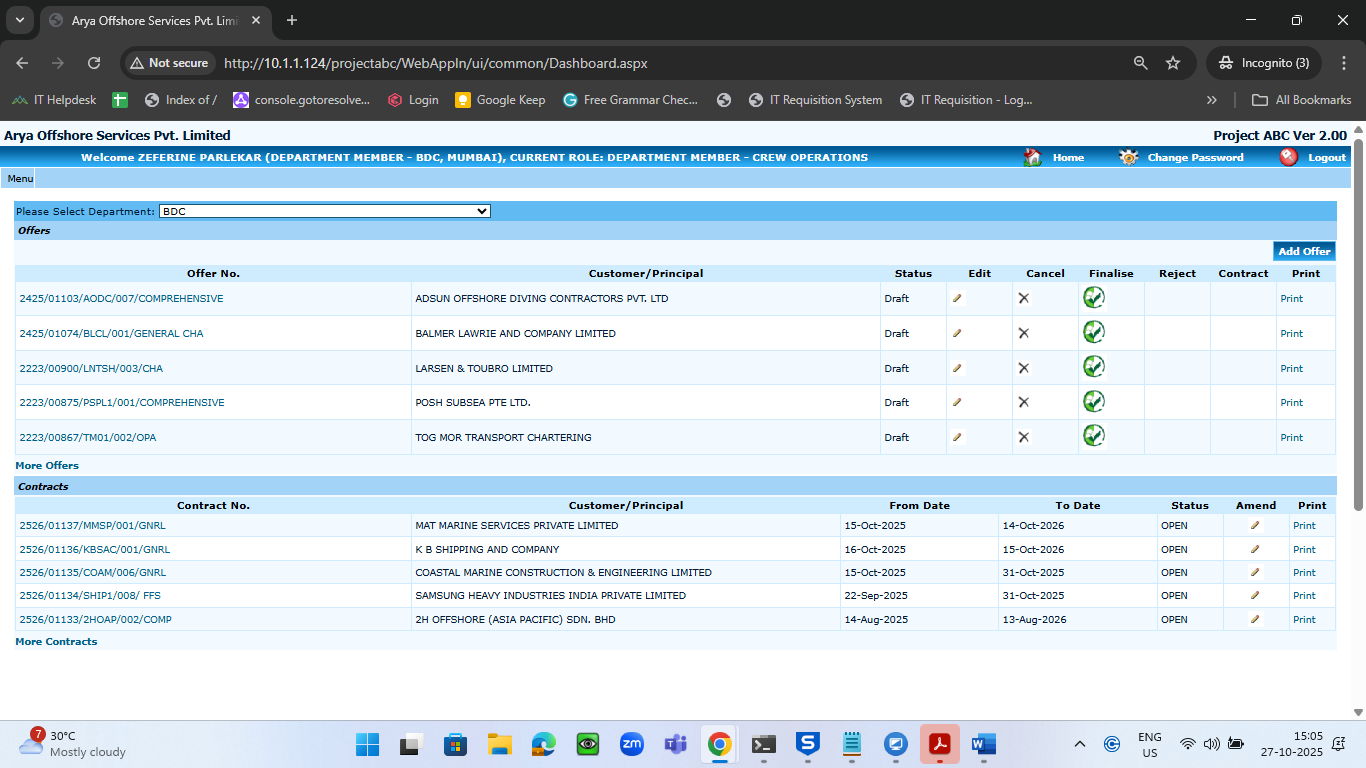 Arya Offshore Services Pvt. Limi
Not secure http://10.1.1.124/projectabc/WebAppIn/ui/common/Dashboard.aspx Incognito (3)
IT Helpdesk Index of / console.gotoresolve... Login Google Keep Free Grammar Chec... IT Requisition System IT Requisition - Log... » All Bookmarks
Arya Offshore Services Pvt. Limited Project ABC Ver 2.00
Welcome ZEFERINE PARLEKAR (DEPARTMENT MEMBER - BDC, MUMBAI), CURRENT ROLE: DEPARTMENT MEMBER - CREW OPERATIONS Home Change Password Logout
Menu
Please Select Department: BDC
Offers
Add Offer
Offer No. Customer/Principal Status Edit Cancel Finalise Reject Contract Print
2425/01103/AODC/007/COMPREHENSIVE ADSUN OFFSHORE DIVING CONTRACTORS PVT. LTD Draft Print
2425/01074/BLCL/001/GENERAL CHA BALMER LAWRIE AND COMPANY LIMITED Draft Print
2223/00900/LNTSH/003/CHA LARSEN & TOUBRO LIMITED Draft Print
2223/00875/PSPL1/001/COMPREHENSIVE POSH SUBSEA PTE LTD. Draft Print
2223/00867/TM01/002/OPA TOG MOR TRANSPORT CHARTERING Draft Print
More Offers
Contracts
Contract No. Customer/Principal From Date To Date Status Amend Print
2526/01137/MMSP/001/GNRL MAT MARINE SERVICES PRIVATE LIMITED 15-Oct-2025 14-Oct-2026 OPEN Print
2526/01136/KBSAC/001/GNRL K B SHIPPING AND COMPANY 16-Oct-2025 15-Oct-2026 OPEN Print
2526/01135/COAM/006/GNRL COASTAL MARINE CONSTRUCTION & ENGINEERING LIMITED 15-Oct-2025 31-Oct-2025 OPEN Print
2526/01134/SHIP1/008/ FFS SAMSUNG HEAVY INDUSTRIES INDIA PRIVATE LIMITED 22-Sep-2025 31-Oct-2025 OPEN Print
2526/01133/2HOAP/002/COMP 2H OFFSHORE (ASIA PACIFIC) SDN. BHD 14-Aug-2025 13-Aug-2026 OPEN Print
More Contracts
7 30°C
Mostly cloudy
zm
ENG
US
15:05
27-10-2025